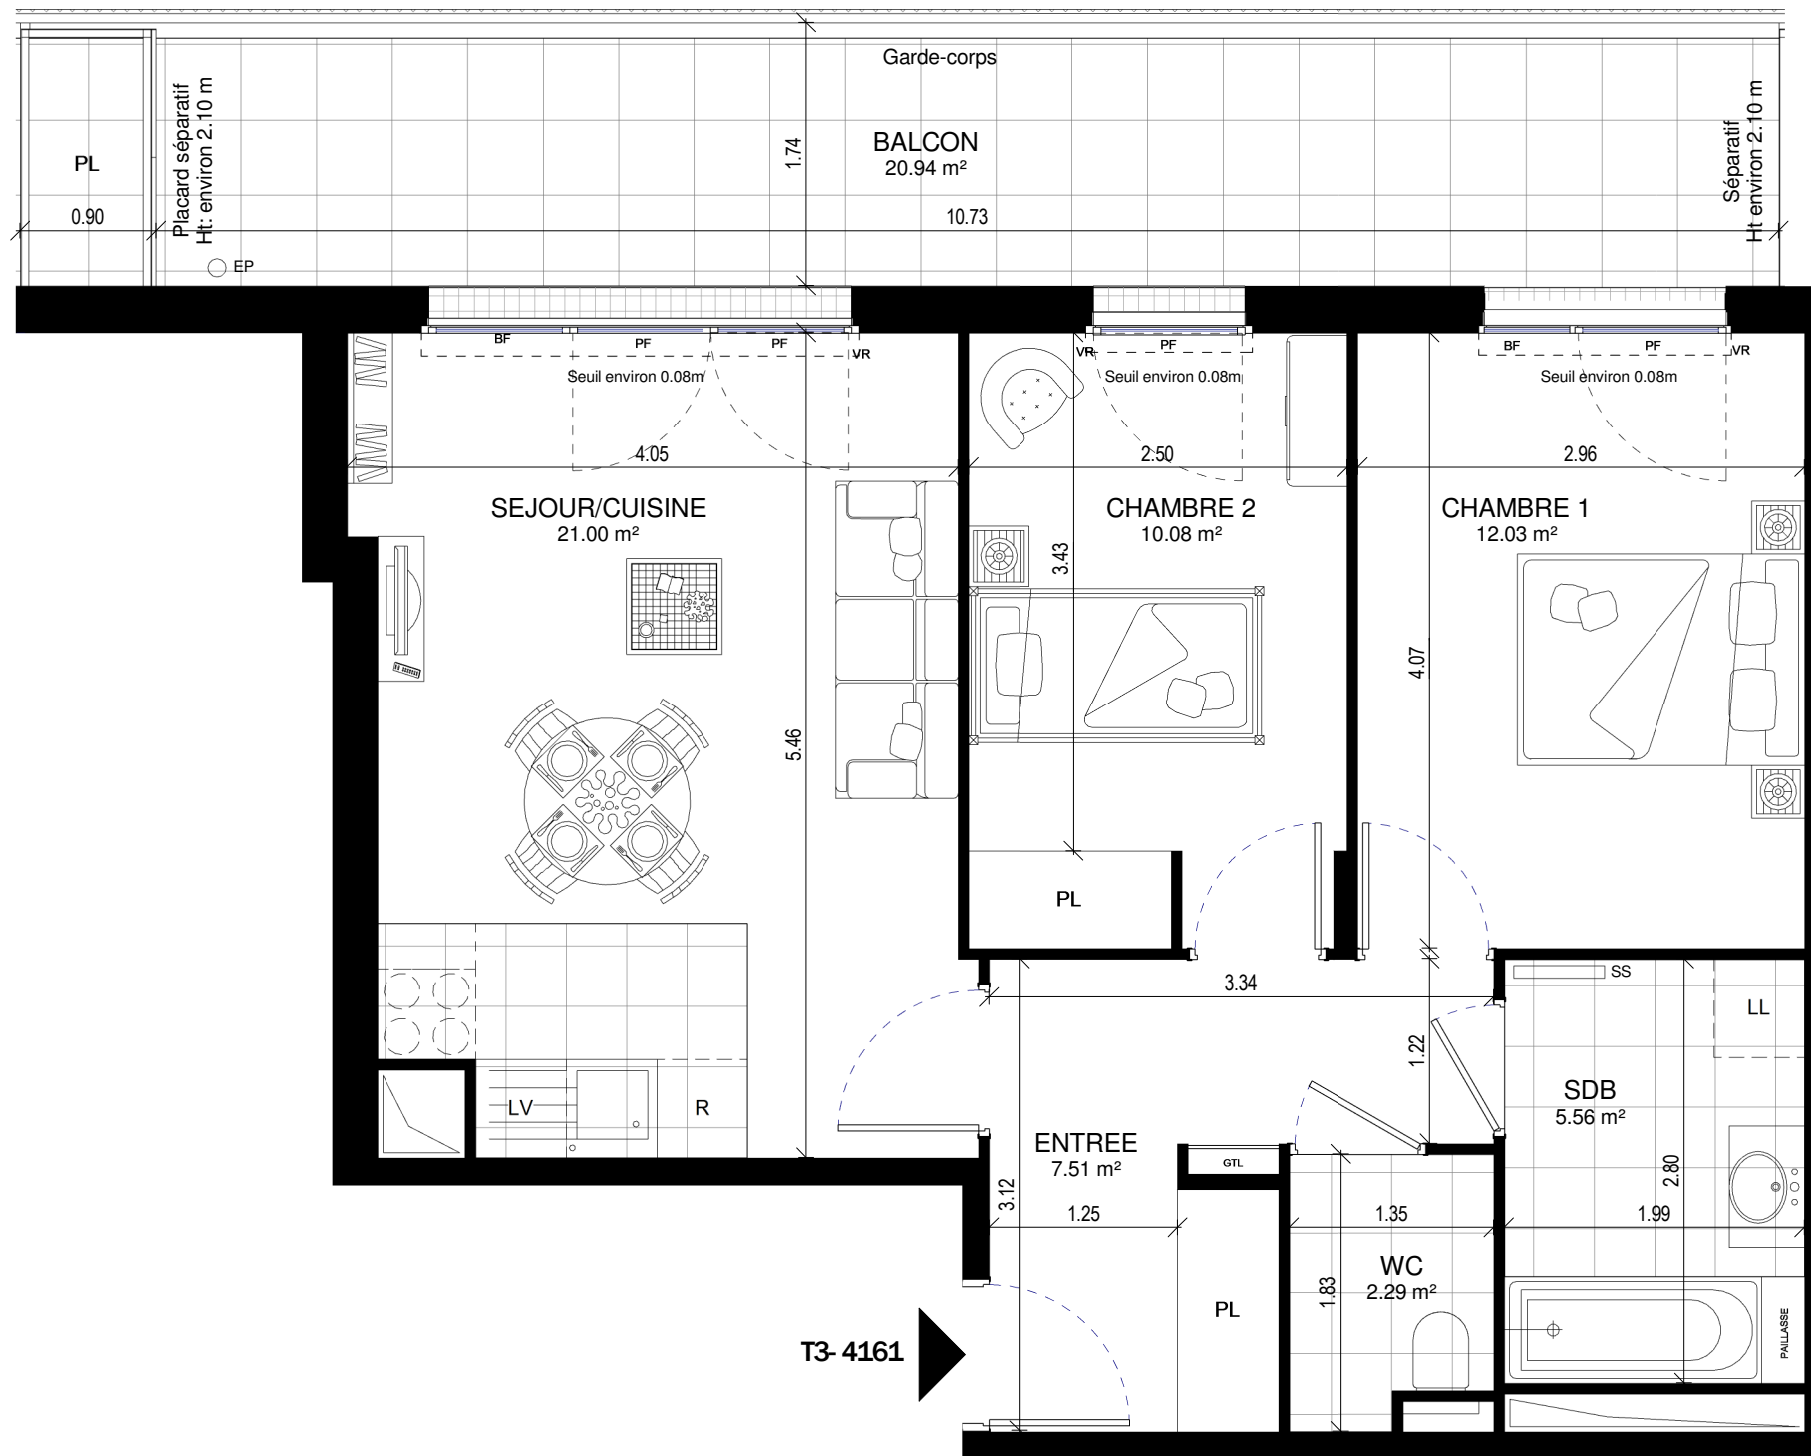 Garde-corps
BALCON
20.94 m²
1.74
PL
0.90
Placard séparatif
Ht: environ 2.10 m
10.73
Séparatif
Ht environ 2.10 m
EP
BF
PF
PF
VR
Seuil environ 0.08m
VR
PF
Seuil environ 0.08m
BF
PF
VR
Seuil environ 0.08m
4.05
2.50
2.96
SEJOUR/CUISINE
21.00 m²
CHAMBRE 2
10.08 m²
CHAMBRE 1
12.03 m²
3.43
4.07
5.46
PL
3.34
SS
LL
1.22
SDB
5.56 m²
LV
R
ENTREE
7.51 m²
GTL
3.12
2.80
1.25
1.35
1.99
WC
2.29 m²
1.83
PL
PAILLASSE
T3- 4161